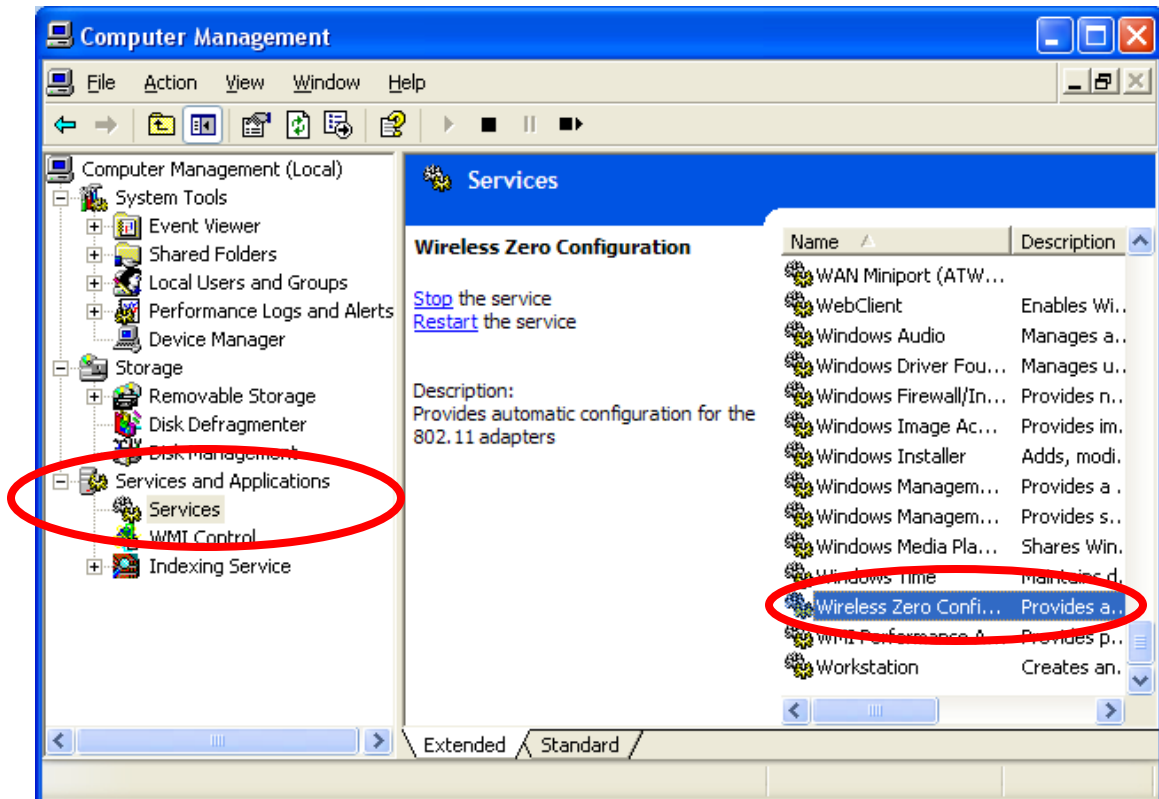 Computer Management
File Action View Window Help
Computer Management (Local)
System Tools
Event Viewer
Shared Folders
Local Users and Groups
Performance Logs and Alerts
Device Manager
Storage
Removable Storage
Disk Defragmenter
Disk Management
Services and Applications
Services
WMI Control
Indexing Service
Services
Wireless Zero Configuration
Stop the service
Restart the service
Description:
Provides automatic configuration for the
802.11 adapters
Name Description
WAN Miniport (ATW...
WebClient Enables Wi..
Windows Audio Manages a..
Windows Driver Fou... Manages u..
Windows Firewall/In... Provides n..
Windows Image Ac... Provides im.
Windows Installer Adds, modi.
Windows Managem... Provides a .
Windows Managem... Provides s..
Windows Media Pla... Shares Win.
Windows Time Maintains d.
Wireless Zero Confi... Provides a..
WMI Performance A... Provides p..
Workstation Creates an.
Extended Standard